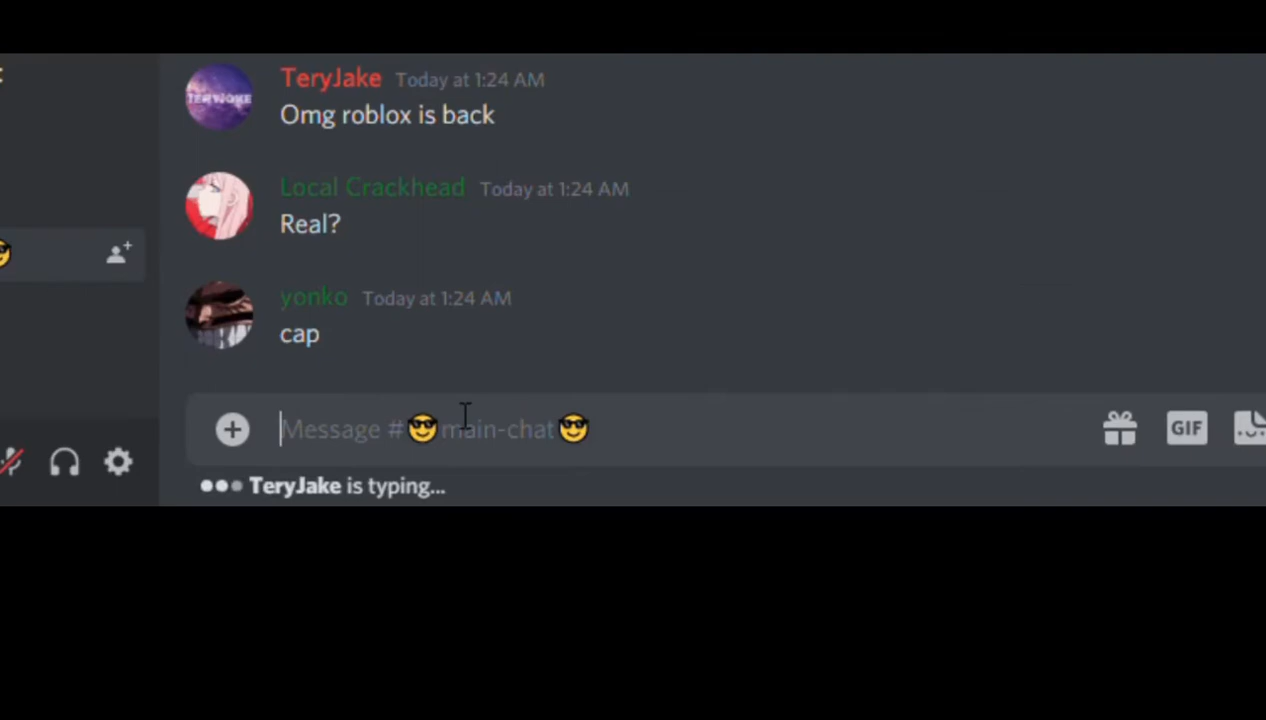 TeryJake Today at 1:24 AM
Omg roblox is back
Local Crackhead Today at 1:24 AM
Real?
yonko Today at 1:24 AM
cap
Message #😎main-chat😎
GIF
TeryJake is typing...